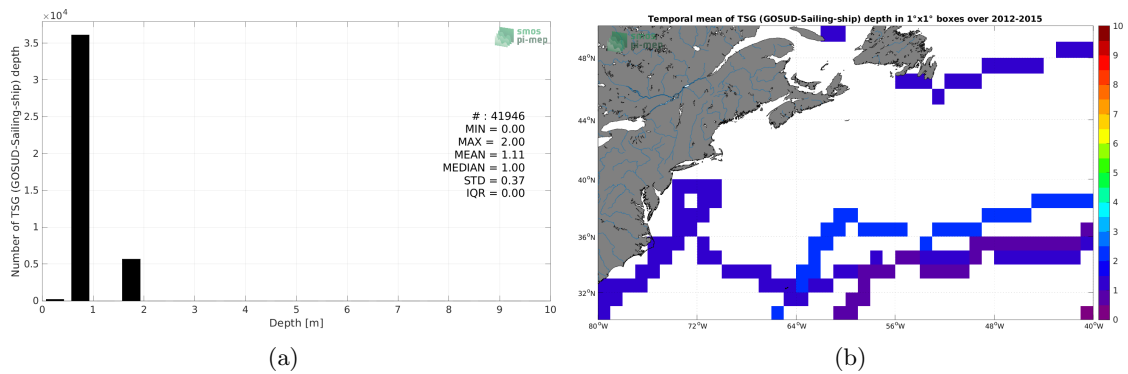 ×10⁴
3.5
3
2.5
2
1.5
1
0.5
0
Number of TSG (GOSUD-Sailing-ship) depth
smos
pi-mep
# : 41946
MIN = 0.00
MAX = 2.00
MEAN = 1.11
MEDIAN = 1.00
STD = 0.37
IQR = 0.00
0 1 2 3 4 5 6 7 8 9 10
Depth [m]
(a)
Temporal mean of TSG (GOSUD-Sailing-ship) depth in 1°x1° boxes over 2012-2015
smos
pi-mep
48°N
44°N
40°N
36°N
32°N
80°W 72°W 64°W 56°W 48°W 40°W
10
9
8
7
6
5
4
3
2
1
0
(b)